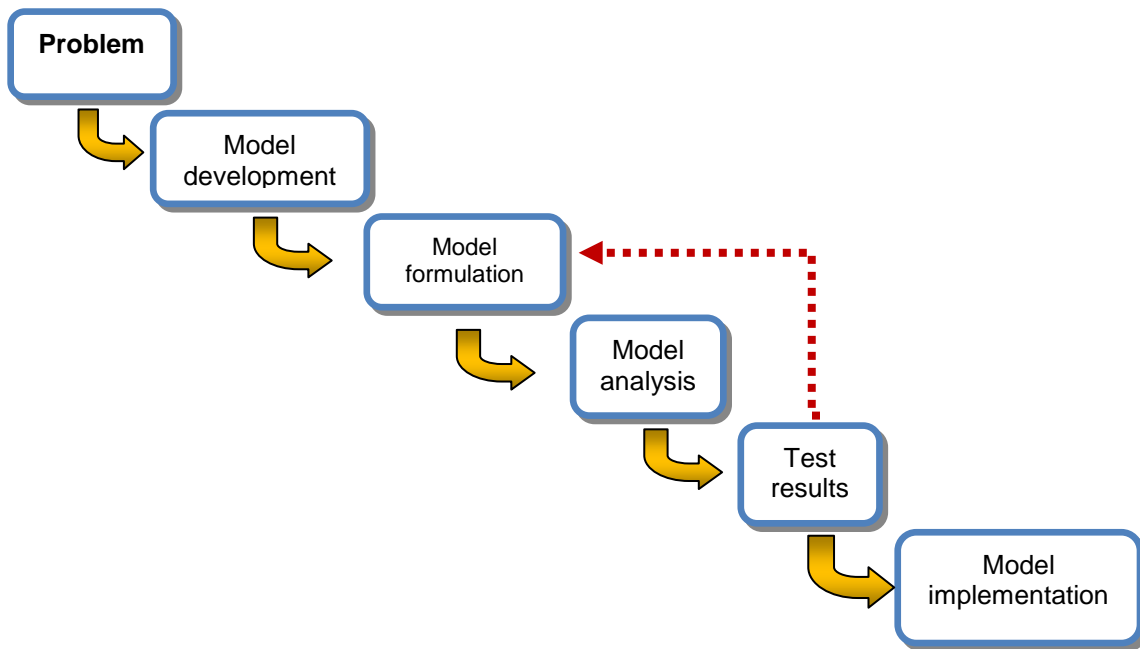 Problem
Model
development
Model
formulation
Model
analysis
Test
results
Model
implementation